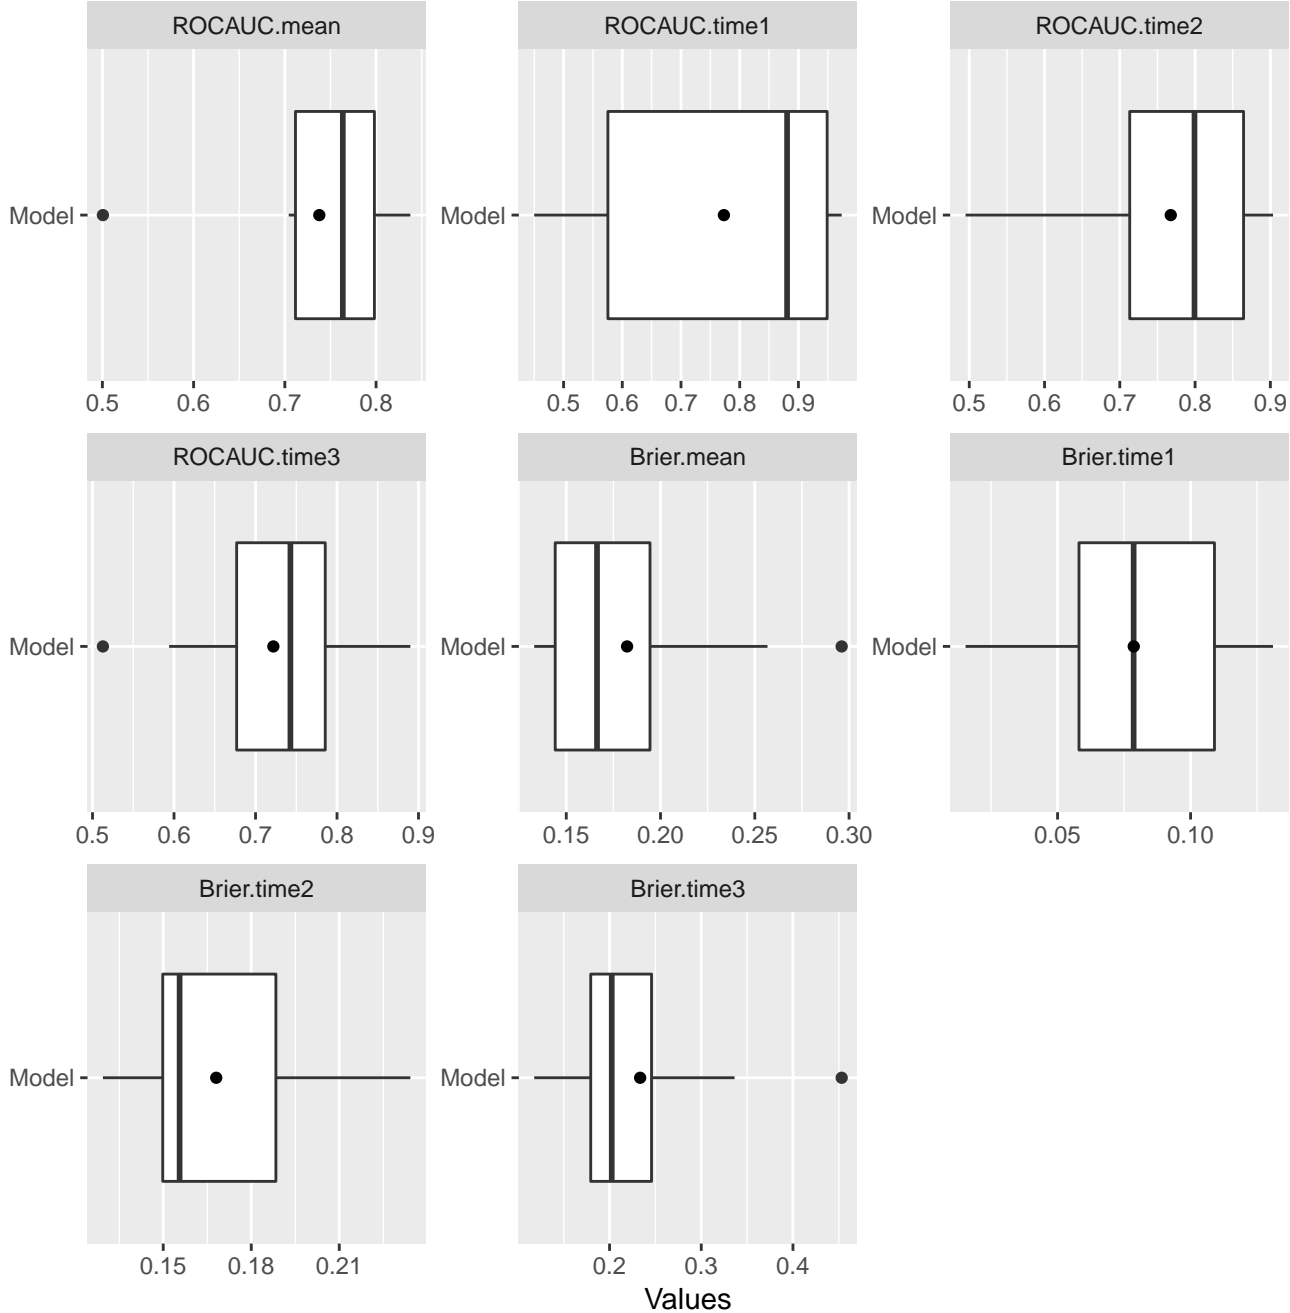 ROCAUC.mean ROCAUC.time1 ROCAUC.time2
Model Model Model
0.5 0.6 0.7 0.8 0.5 0.6 0.7 0.8 0.9 0.5 0.6 0.7 0.8 0.9
ROCAUC.time3 Brier.mean Brier.time1
Model Model Model
0.5 0.6 0.7 0.8 0.9 0.15 0.20 0.25 0.30 0.05 0.10
Brier.time2 Brier.time3
Model Model
0.15 0.18 0.21 0.2 0.3 0.4
Values